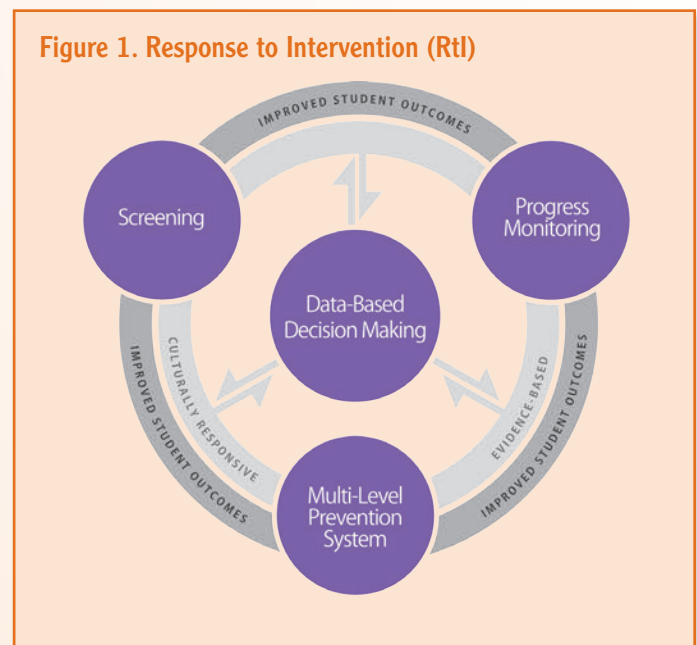 Figure 1. Response to Intervention (RtI)
IMPROVED STUDENT OUTCOMES
Screening
Progress
Monitoring
Data-Based
Decision Making
IMPROVED STUDENT OUTCOMES
CULTURALLY RESPONSIVE
EVIDENCE-BASED
IMPROVED STUDENT OUTCOMES
Multi-Level
Prevention
System